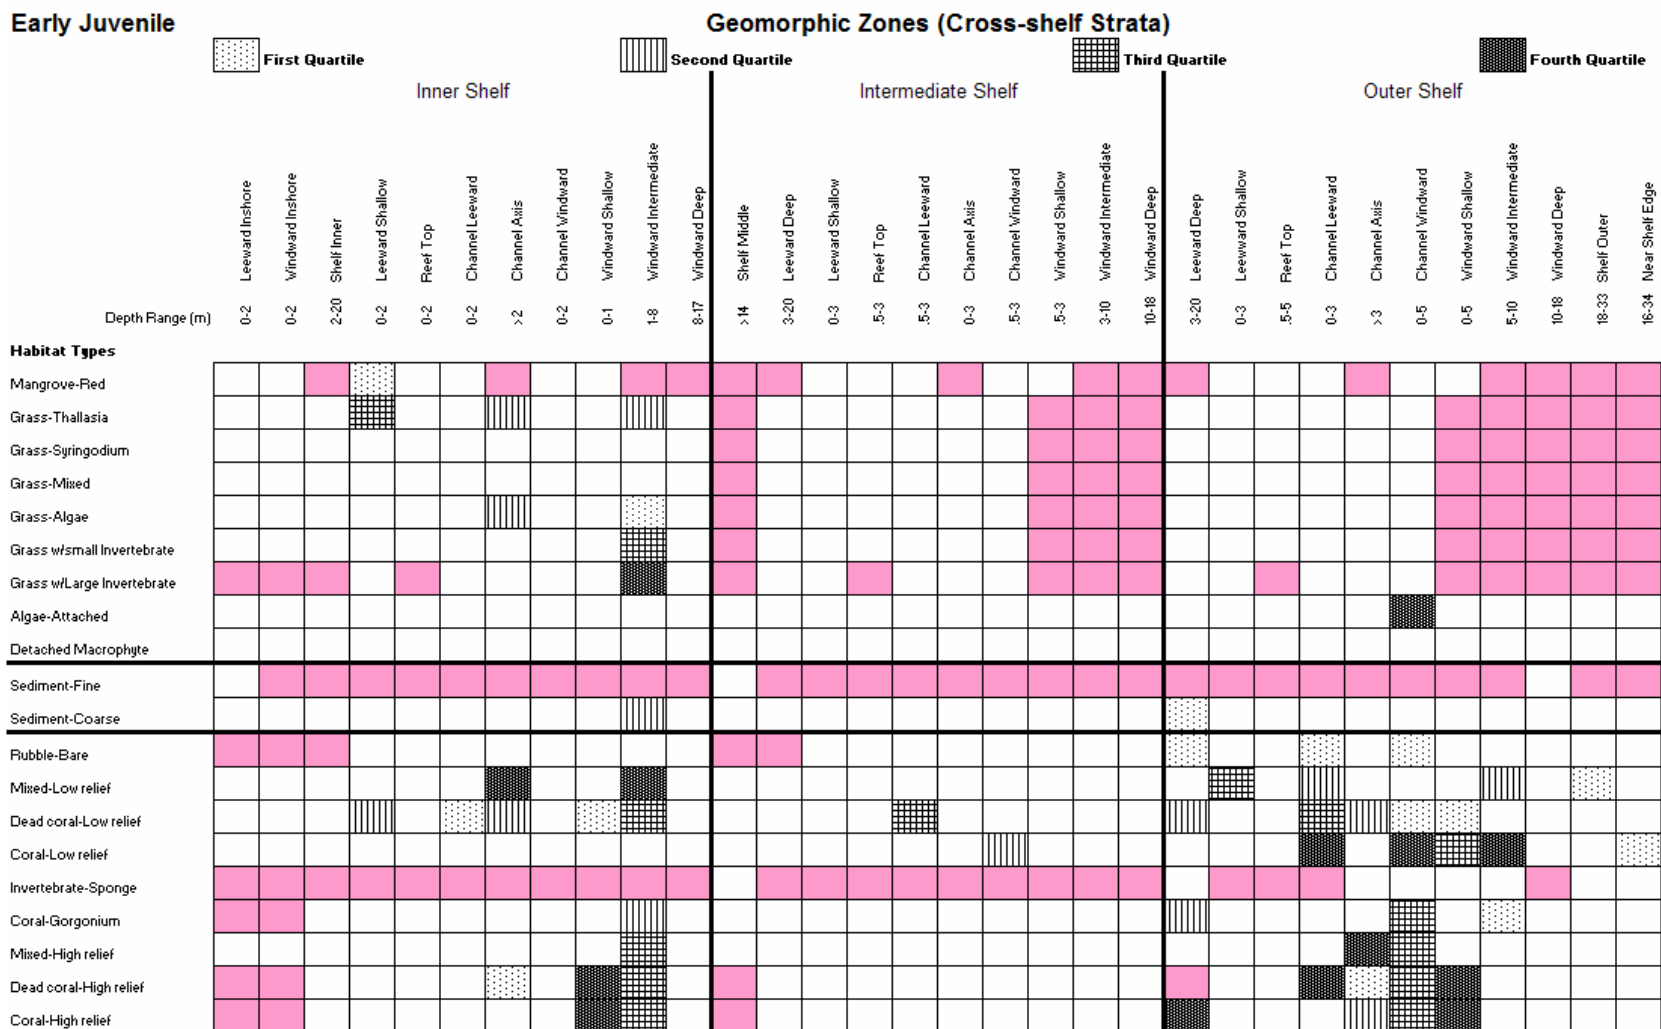 Early Juvenile
Geomorphic Zones (Cross-shelf Strata)
First Quartile
Second Quartile
Third Quartile
Fourth Quartile
Inner Shelf
Intermediate Shelf
Outer Shelf
Leeward Inshore
Windward Inshore
Shelf Inner
Leeward Shallow
Reef Top
Channel Leeward
Channel Axis
Channel Windward
Windward Shallow
Windward Intermediate
Windward Deep
Shelf Middle
Leeward Deep
Leeward Shallow
Reef Top
Channel Leeward
Channel Axis
Channel Windward
Windward Shallow
Windward Intermediate
Windward Deep
Leeward Deep
Leeward Shallow
Reef Top
Channel Leeward
Channel Axis
Channel Windward
Windward Shallow
Windward Intermediate
Windward Deep
Shelf Outer
Near Shelf Edge
Depth Range (m) 0-2 0-2 2-20 0-2 0-2 0-2 >2 0-2 0-1 1-8 8-17 >14 3-20 0-3 .5-3 .5-3 0-3 .5-3 .5-3 3-10 10-18 3-20 0-3 .5-5 0-3 >3 0-5 0-5 5-10 10-18 18-33 16-34
Habitat Types
Mangrove-Red
Grass-Thallasia
Grass-Syringodium
Grass-Mixed
Grass-Algae
Grass w/small Invertebrate
Grass w/Large Invertebrate
Algae-Attached
Detached Macrophyte
Sediment-Fine
Sediment-Coarse
Rubble-Bare
Mixed-Low relief
Dead coral-Low relief
Coral-Low relief
Invertebrate-Sponge
Coral-Gorgonium
Mixed-High relief
Dead coral-High relief
Coral-High relief